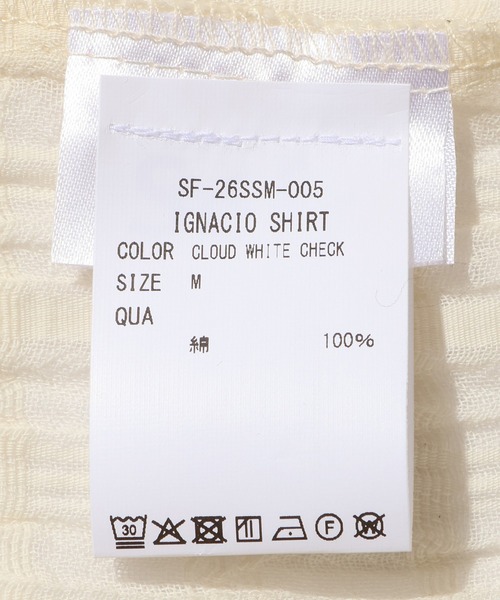 SF-26SSM-005
IGNACIO SHIRT
COLOR CLOUD WHITE CHECK
SIZE M
QUA
綿 100%
30 F W